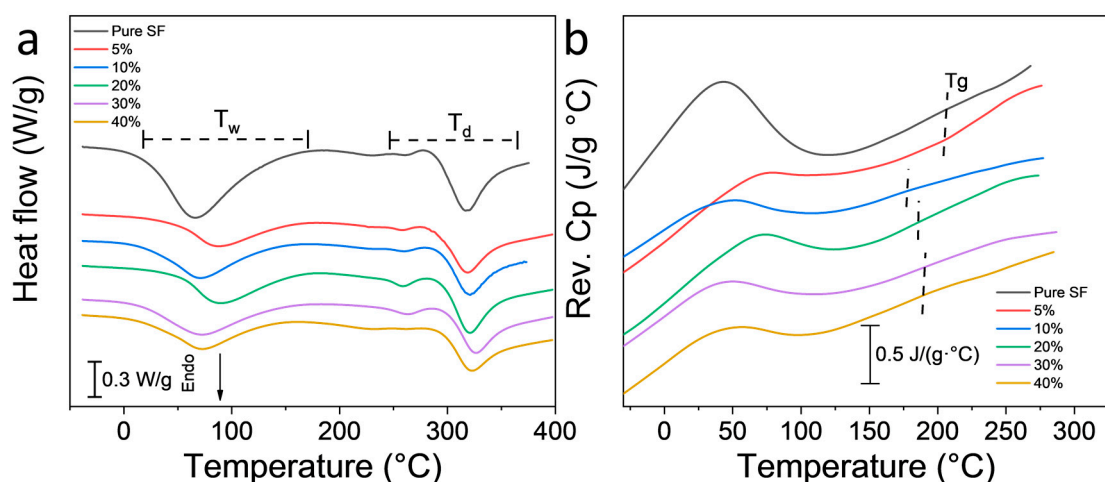 a
Heat flow (W/g)
Pure SF
5%
10%
20%
30%
40%
Tw
Td
0.3 W/g
Endo
0 100 200 300 400
Temperature (°C)
b
Rev. Cp (J/g °C)
Tg
Pure SF
5%
10%
20%
30%
40%
0.5 J/(g·°C)
0 50 100 150 200 250 300
Temperature (°C)